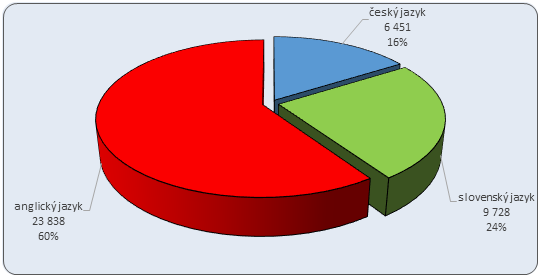 český jazyk
6 451
16%
slovenský jazyk
9 728
24%
anglický jazyk
23 838
60%